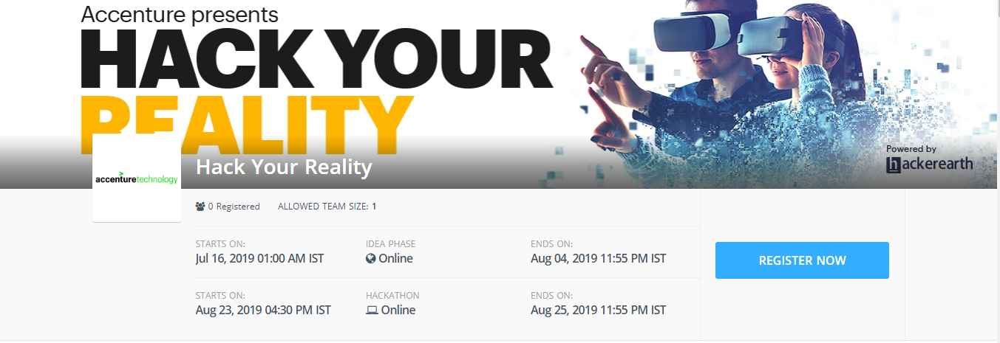 Accenture presents
HACK YOUR
REALITY
Hack Your Reality
Powered by
hackerearth
accenturetechnology
0 Registered ALLOWED TEAM SIZE: 1
STARTS ON: IDEA PHASE ENDS ON:
Jul 16, 2019 01:00 AM IST Online Aug 04, 2019 11:55 PM IST
REGISTER NOW
STARTS ON: HACKATHON ENDS ON:
Aug 23, 2019 04:30 PM IST Online Aug 25, 2019 11:55 PM IST